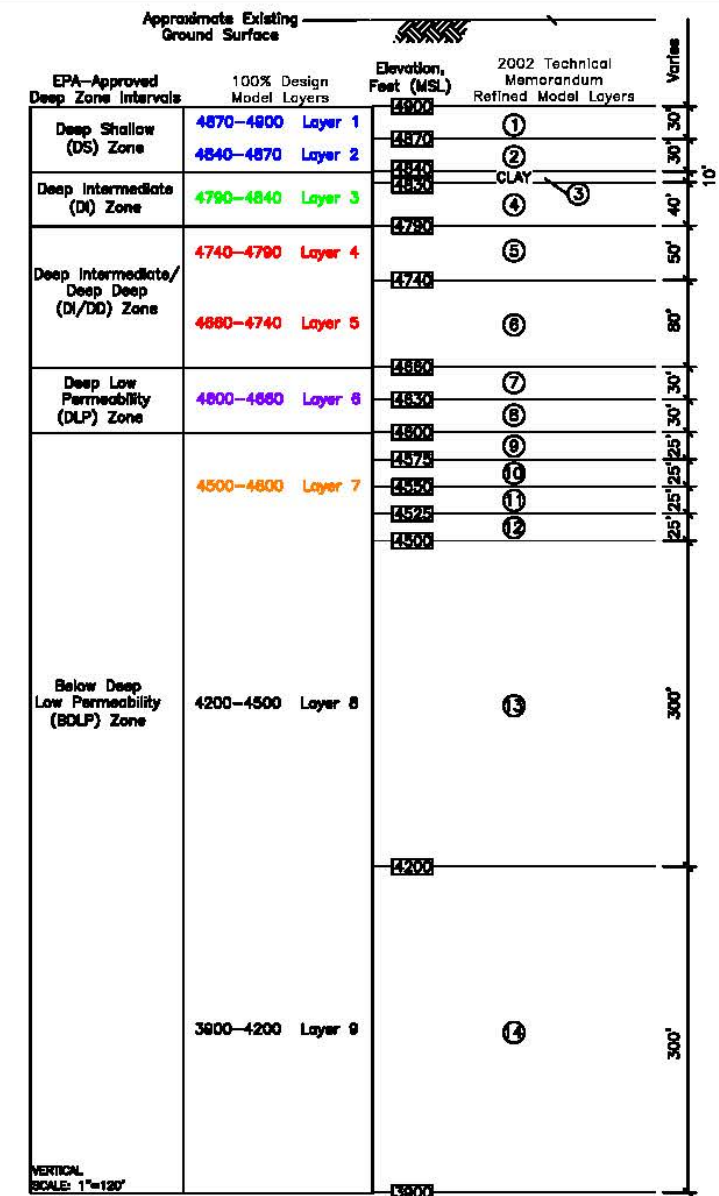 Approximate Existing
Ground Surface
EPA-Approved
Deep Zone Intervals
100% Design
Model Layers
Elevation,
Feet (MSL)
2002 Technical
Memorandum
Refined Model Layers
Varies
Deep Shallow
(DS) Zone
4870-4900 Layer 1
4840-4870 Layer 2
Deep Intermediate
(DI) Zone
4790-4840 Layer 3
Deep Intermediate/
Deep Deep
(DI/DD) Zone
4740-4790 Layer 4
4660-4740 Layer 5
Deep Low
Permeability
(DLP) Zone
4600-4660 Layer 6
4500-4600 Layer 7
Below Deep
Low Permeability
(BDLP) Zone
4200-4500 Layer 8
3900-4200 Layer 9
VERTICAL
SCALE: 1"=120'
4900
4870
4840
4830
4790
4740
4660
4630
4600
4575
4550
4525
4500
4200
3900
1
2
CLAY
3
4
5
6
7
8
9
10
11
12
13
14
30'
30'
10'
40'
50'
80'
30'
30'
25'
25'
25'
25'
300'
300'